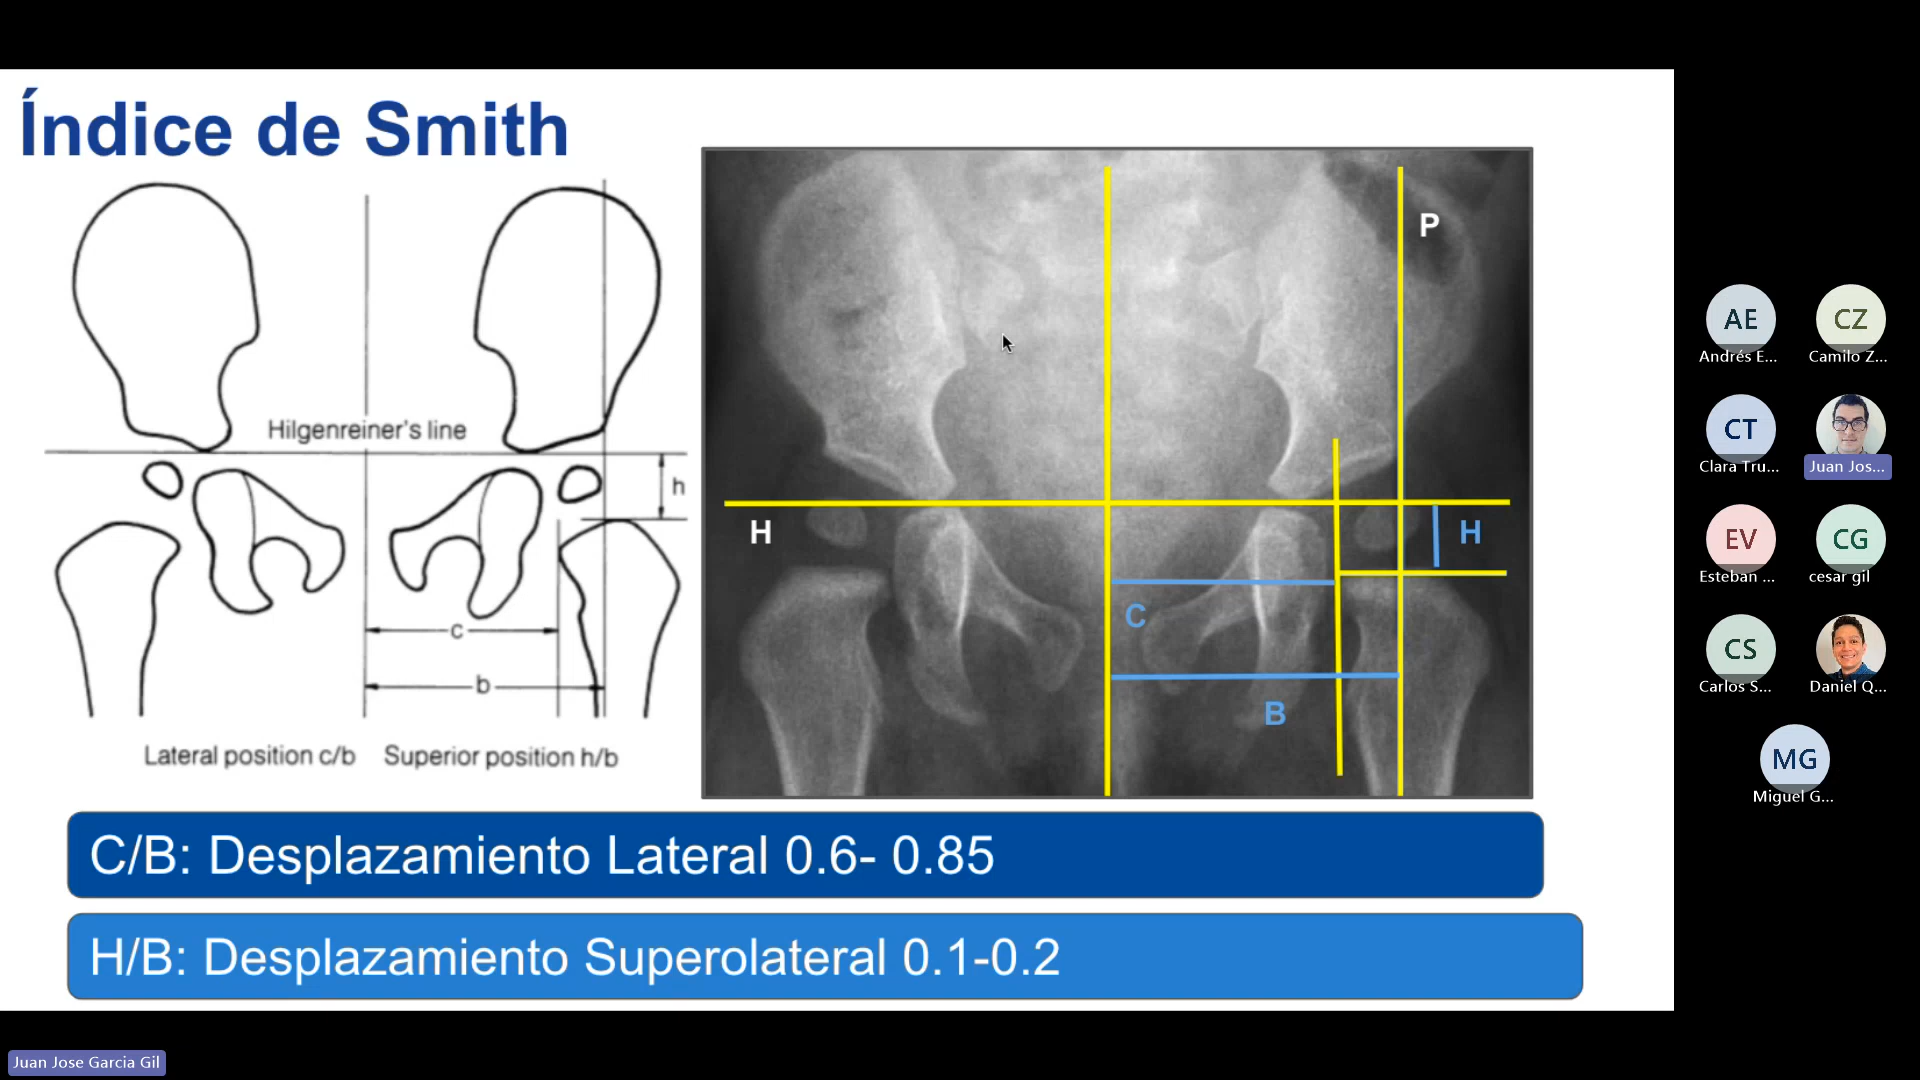 Índice de Smith
Hilgenreiner's line
h
c
b
Lateral position c/b
Superior position h/b
P
H
H
C
B
C/B: Desplazamiento Lateral 0.6- 0.85
H/B: Desplazamiento Superolateral 0.1-0.2
AE
Andrés E...
CZ
Camilo Z...
CT
Clara Tru...
Juan Jos...
EV
Esteban ...
CG
cesar gil
CS
Carlos S...
Daniel Q...
MG
Miguel G...
Juan Jose Garcia Gil